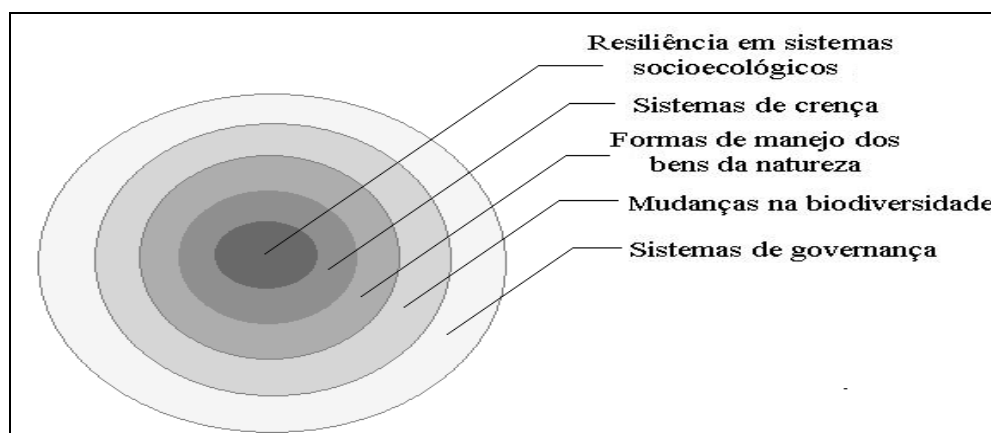 Resiliência em sistemas
socioecológicos
Sistemas de crença
Formas de manejo dos
bens da natureza
Mudanças na biodiversidade
Sistemas de governança